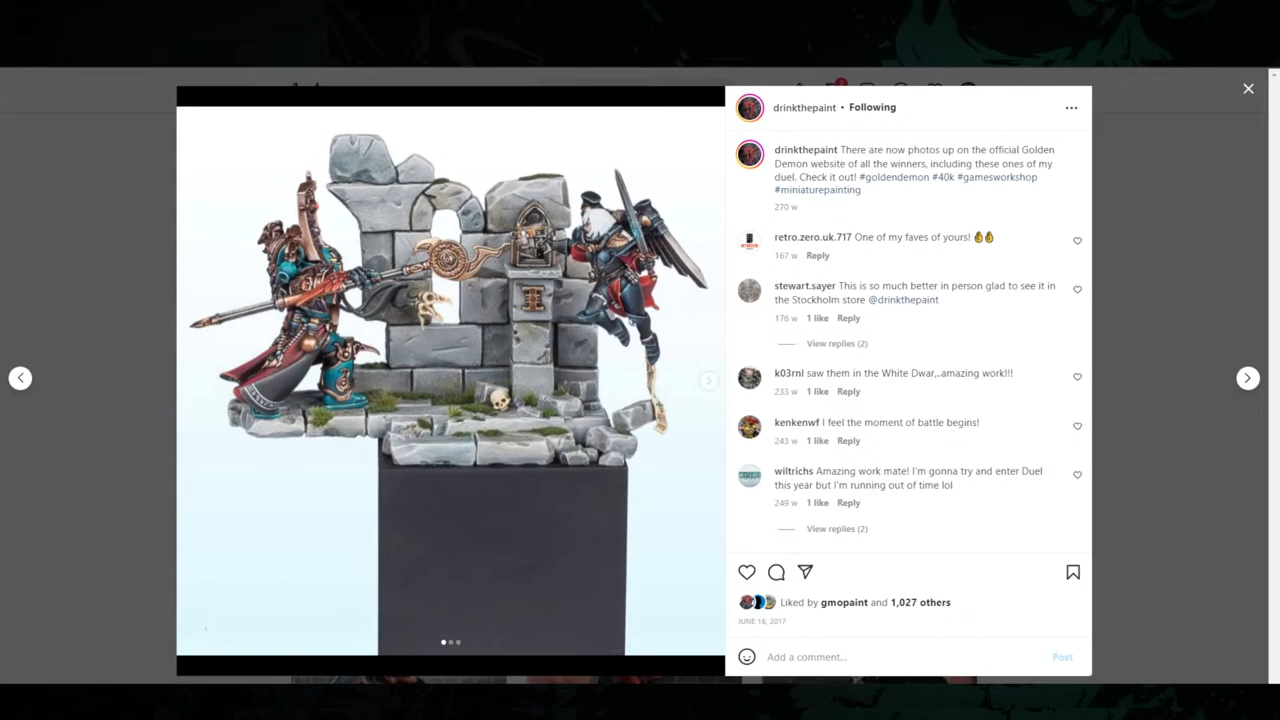 drinkthepaint • Following
drinkthepaint There are now photos up on the official Golden
Demon website of all the winners, including these ones of my
duel. Check it out! #goldendemon #40k #gamesworkshop
#miniaturepainting
270 w
retro.zero.uk.717 One of my faves of yours! 👌👌
167 w Reply
stewart.sayer This is so much better in person glad to see it in
the Stockholm store @drinkthepaint
176 w 1 like Reply
View replies (2)
k03rnl saw them in the White Dwar,..amazing work!!!
233 w 1 like Reply
kenkenwf I feel the moment of battle begins!
243 w 1 like Reply
wiltrichs Amazing work mate! I'm gonna try and enter Duel
this year but I'm running out of time lol
249 w 1 like Reply
View replies (2)
Liked by gmopaint and 1,027 others
JUNE 16, 2017
Add a comment...
Post